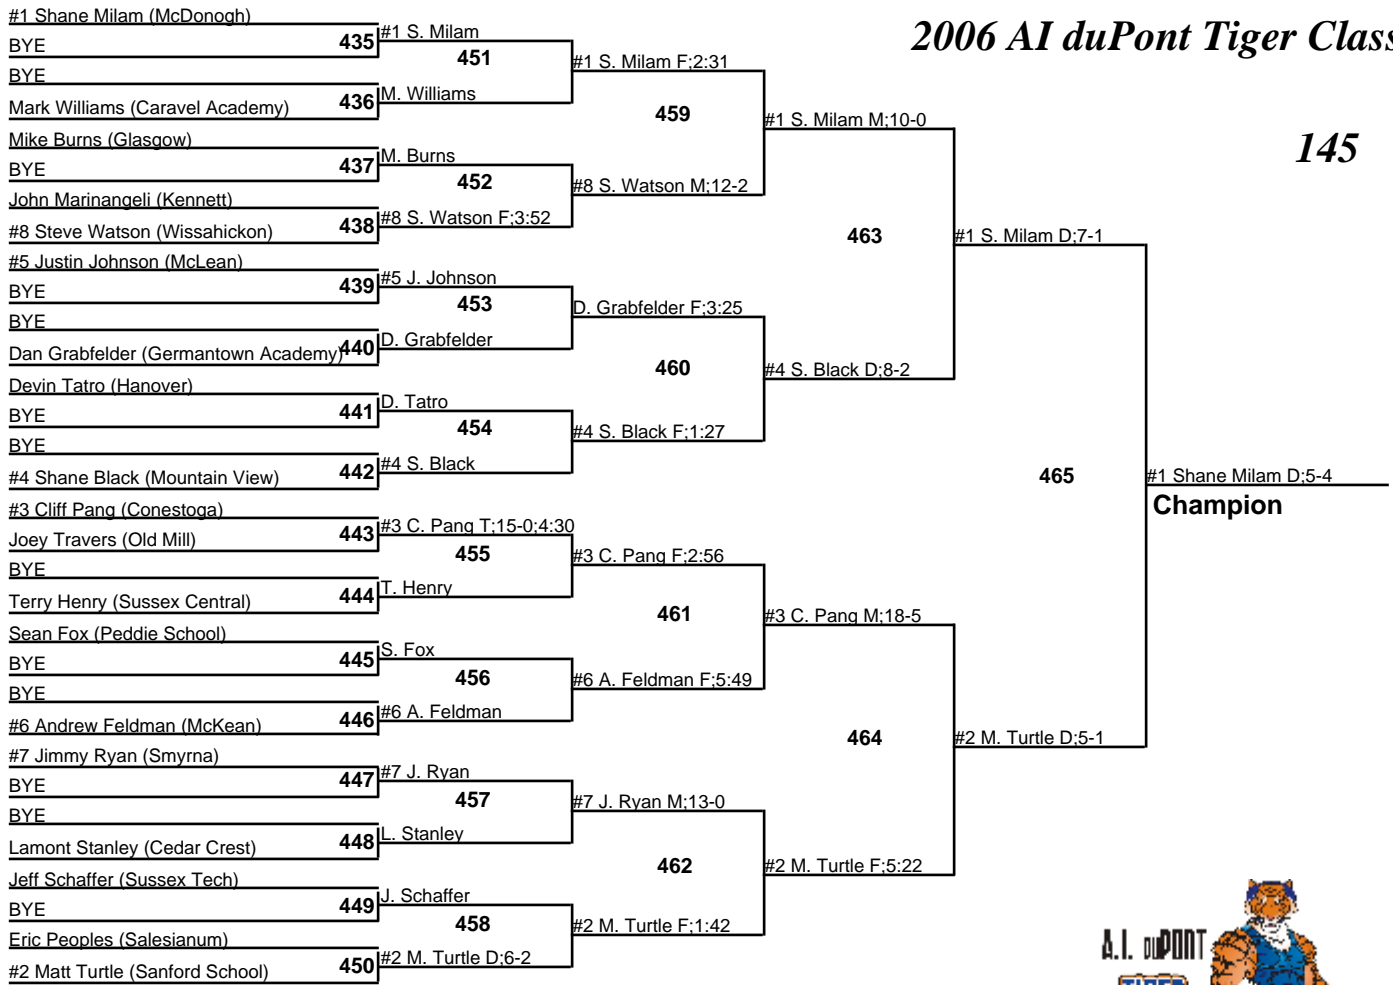 2006 AI duPont Tiger Class
145
#1 Shane Milam (McDonogh)
BYE
BYE
Mark Williams (Caravel Academy)
Mike Burns (Glasgow)
BYE
John Marinangeli (Kennett)
#8 Steve Watson (Wissahickon)
#5 Justin Johnson (McLean)
BYE
BYE
Dan Grabfelder (Germantown Academy)
Devin Tatro (Hanover)
BYE
BYE
#4 Shane Black (Mountain View)
#3 Cliff Pang (Conestoga)
Joey Travers (Old Mill)
BYE
Terry Henry (Sussex Central)
Sean Fox (Peddie School)
BYE
BYE
#6 Andrew Feldman (McKean)
#7 Jimmy Ryan (Smyrna)
BYE
BYE
Lamont Stanley (Cedar Crest)
Jeff Schaffer (Sussex Tech)
BYE
Eric Peoples (Salesianum)
#2 Matt Turtle (Sanford School)
435
436
437
438
439
440
441
442
443
444
445
446
447
448
449
450
#1 S. Milam
M. Williams
M. Burns
#8 S. Watson F;3:52
#5 J. Johnson
D. Grabfelder
D. Tatro
#4 S. Black
#3 C. Pang T;15-0;4:30
T. Henry
S. Fox
#6 A. Feldman
#7 J. Ryan
L. Stanley
J. Schaffer
#2 M. Turtle D;6-2
451
452
453
454
455
456
457
458
#1 S. Milam F;2:31
#8 S. Watson M;12-2
D. Grabfelder F;3:25
#4 S. Black F;1:27
#3 C. Pang F;2:56
#6 A. Feldman F;5:49
#7 J. Ryan M;13-0
#2 M. Turtle F;1:42
459
460
461
462
#1 S. Milam M;10-0
#4 S. Black D;8-2
#3 C. Pang M;18-5
#2 M. Turtle F;5:22
463
464
#1 S. Milam D;7-1
#2 M. Turtle D;5-1
465
#1 Shane Milam D;5-4
Champion
A.I. duPONT
TIGER